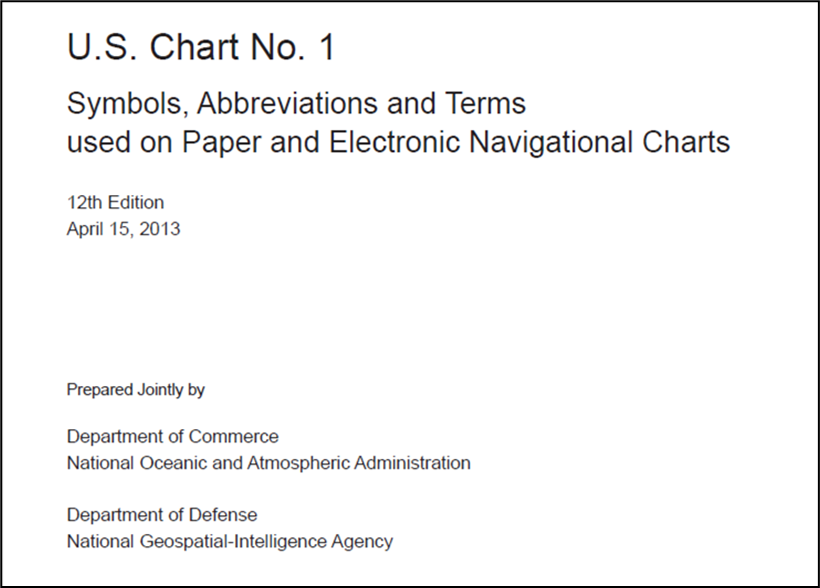 U.S. Chart No. 1
Symbols, Abbreviations and Terms
used on Paper and Electronic Navigational Charts
12th Edition
April 15, 2013
Prepared Jointly by
Department of Commerce
National Oceanic and Atmospheric Administration
Department of Defense
National Geospatial-Intelligence Agency